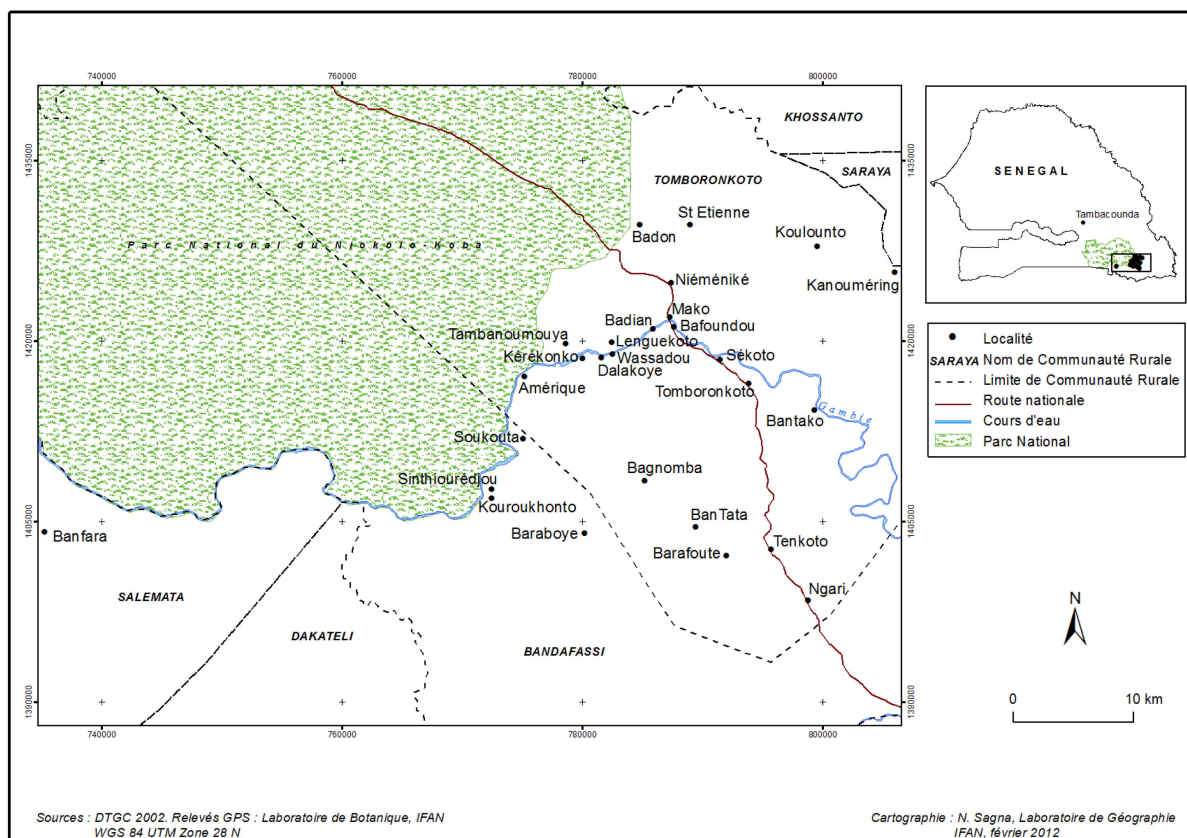 740000
760000
780000
800000
KHOSSANTO
1435000
1435000
SARAYA
TOMBORONKOTO
SENEGAL
St Etienne
Tambacounda
Badon
Koulounto
Parc National du Niokolo-Koba
Kanouméring
Niéméniké
Mako
Badian
Bafoundou
Tambanoumouya
Lenguekoto
1420000
1420000
Kérékonko
Wassadou
Sékoto
Dalakoye
Amérique
Tomboronkoto
Gambie
Bantako
Soukouta
Bagnomba
Sinthiourédjou
Kouroukhonto
BanTata
1405000
1405000
Banfara
Baraboye
Barafoute
Tenkoto
Ngari
SALEMATA
DAKATELI
BANDAFASSI
1390000
1390000
740000
760000
780000
800000
Localité
SARAYA Nom de Communauté Rurale
Limite de Communauté Rurale
Route nationale
Cours d'eau
Parc National
N
0 10 km
Sources : DTGC 2002. Relevés GPS : Laboratoire de Botanique, IFAN
WGS 84 UTM Zone 28 N
Cartographie : N. Sagna, Laboratoire de Géographie
IFAN, février 2012